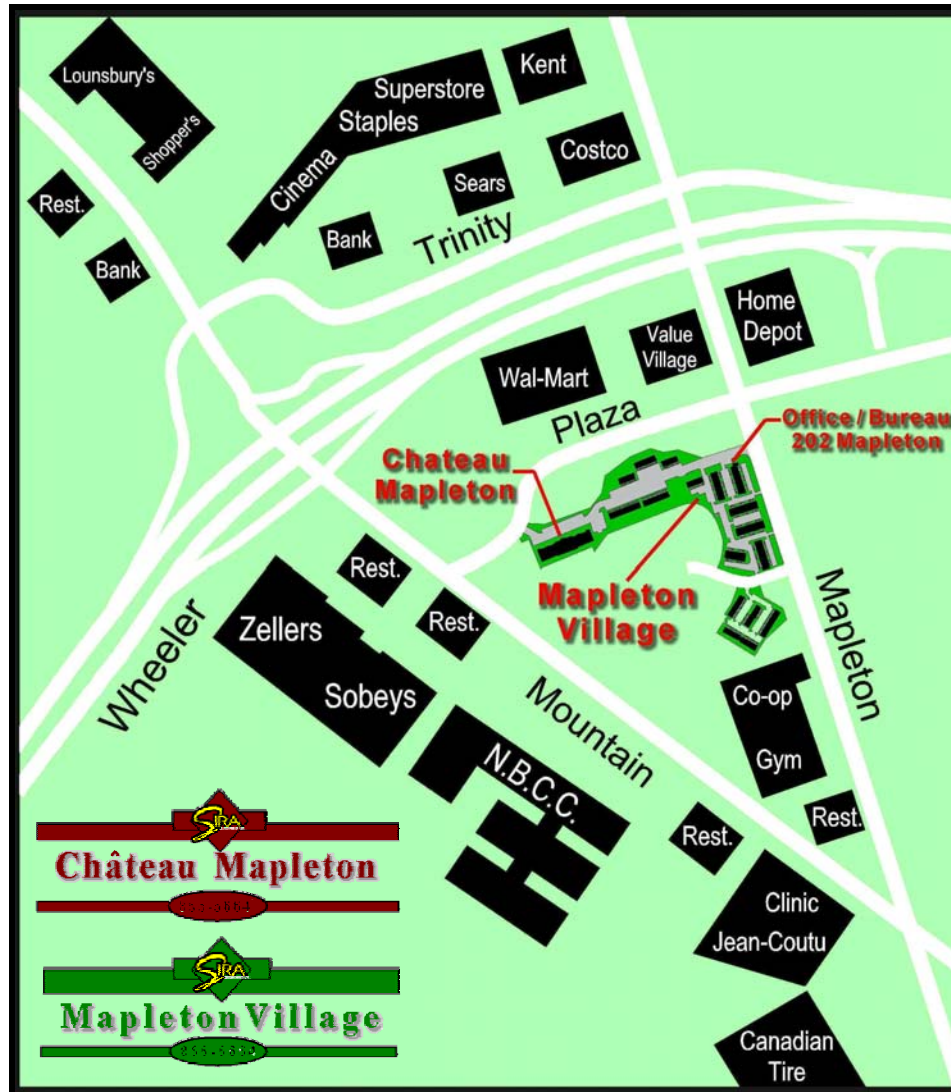 Lounsbury's
Shopper's
Rest.
Bank
Cinema
Staples
Superstore
Kent
Costco
Sears
Bank
Trinity
Wal-Mart
Value
Village
Home
Depot
Plaza
Office / Bureau
202 Mapleton
Chateau
Mapleton
Mapleton
Village
Mapleton
Wheeler
Zellers
Sobeys
Rest.
Rest.
Mountain
N.B.C.C.
Co-op
Gym
Rest.
Rest.
Clinic
Jean-Coutu
Canadian
Tire
SIRA
Château Mapleton
SIRA
Mapleton Village